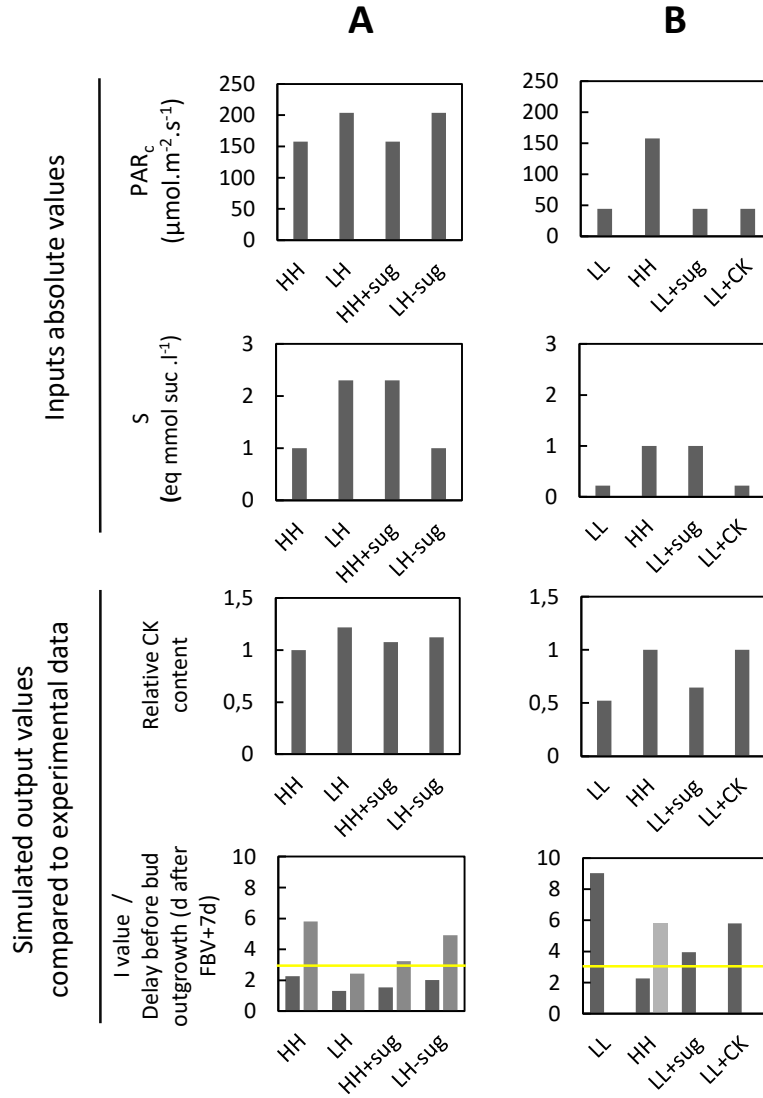 A
B
Inputs absolute values
PARc
(µmol.m-2.s-1)
250
200
150
100
50
0
HH
LH
HH+sug
LH-sug
250
200
150
100
50
0
LL
HH
LL+sug
LL+CK
S
(eq mmol suc .l-1)
3
2
1
0
HH
LH
HH+sug
LH-sug
3
2
1
0
LL
HH
LL+sug
LL+CK
Simulated output values
compared to experimental data
Relative CK
content
1,5
1
0,5
0
HH
LH
HH+sug
LH-sug
1,5
1
0,5
0
LL
HH
LL+sug
LL+CK
I value /
Delay before bud
outgrowth (d after
FBV+7d)
10
8
6
4
2
0
HH
LH
HH+sug
LH-sug
10
8
6
4
2
0
LL
HH
LL+sug
LL+CK